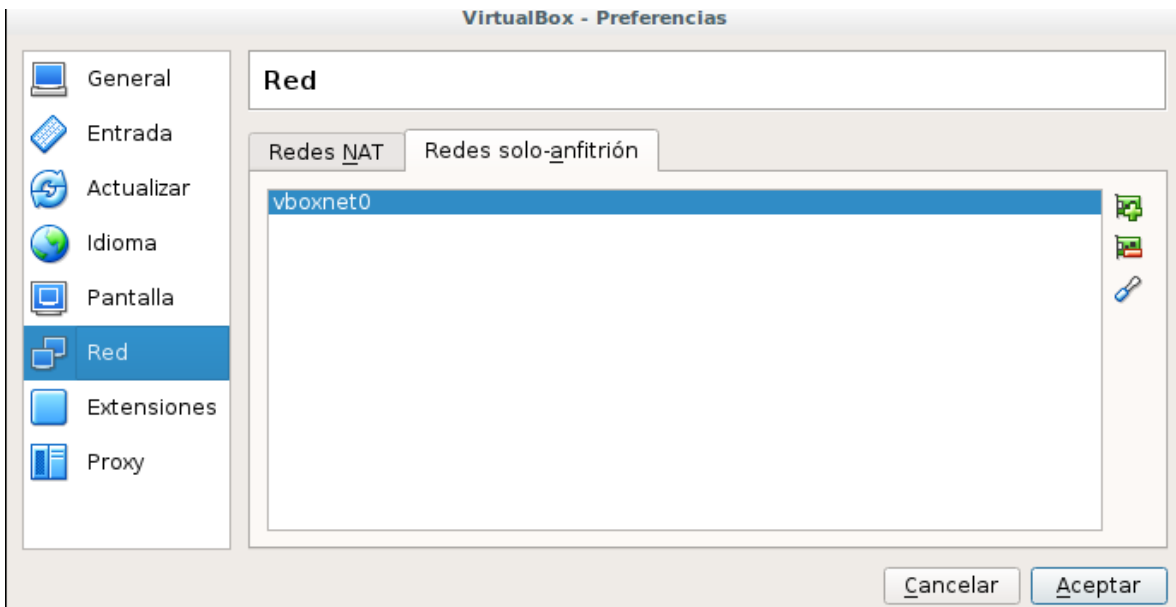 VirtualBox - Preferencias
General
Entrada
Actualizar
Idioma
Pantalla
Red
Extensiones
Proxy
Red
Redes NAT
Redes solo-anfitrión
vboxnet0
Cancelar
Aceptar